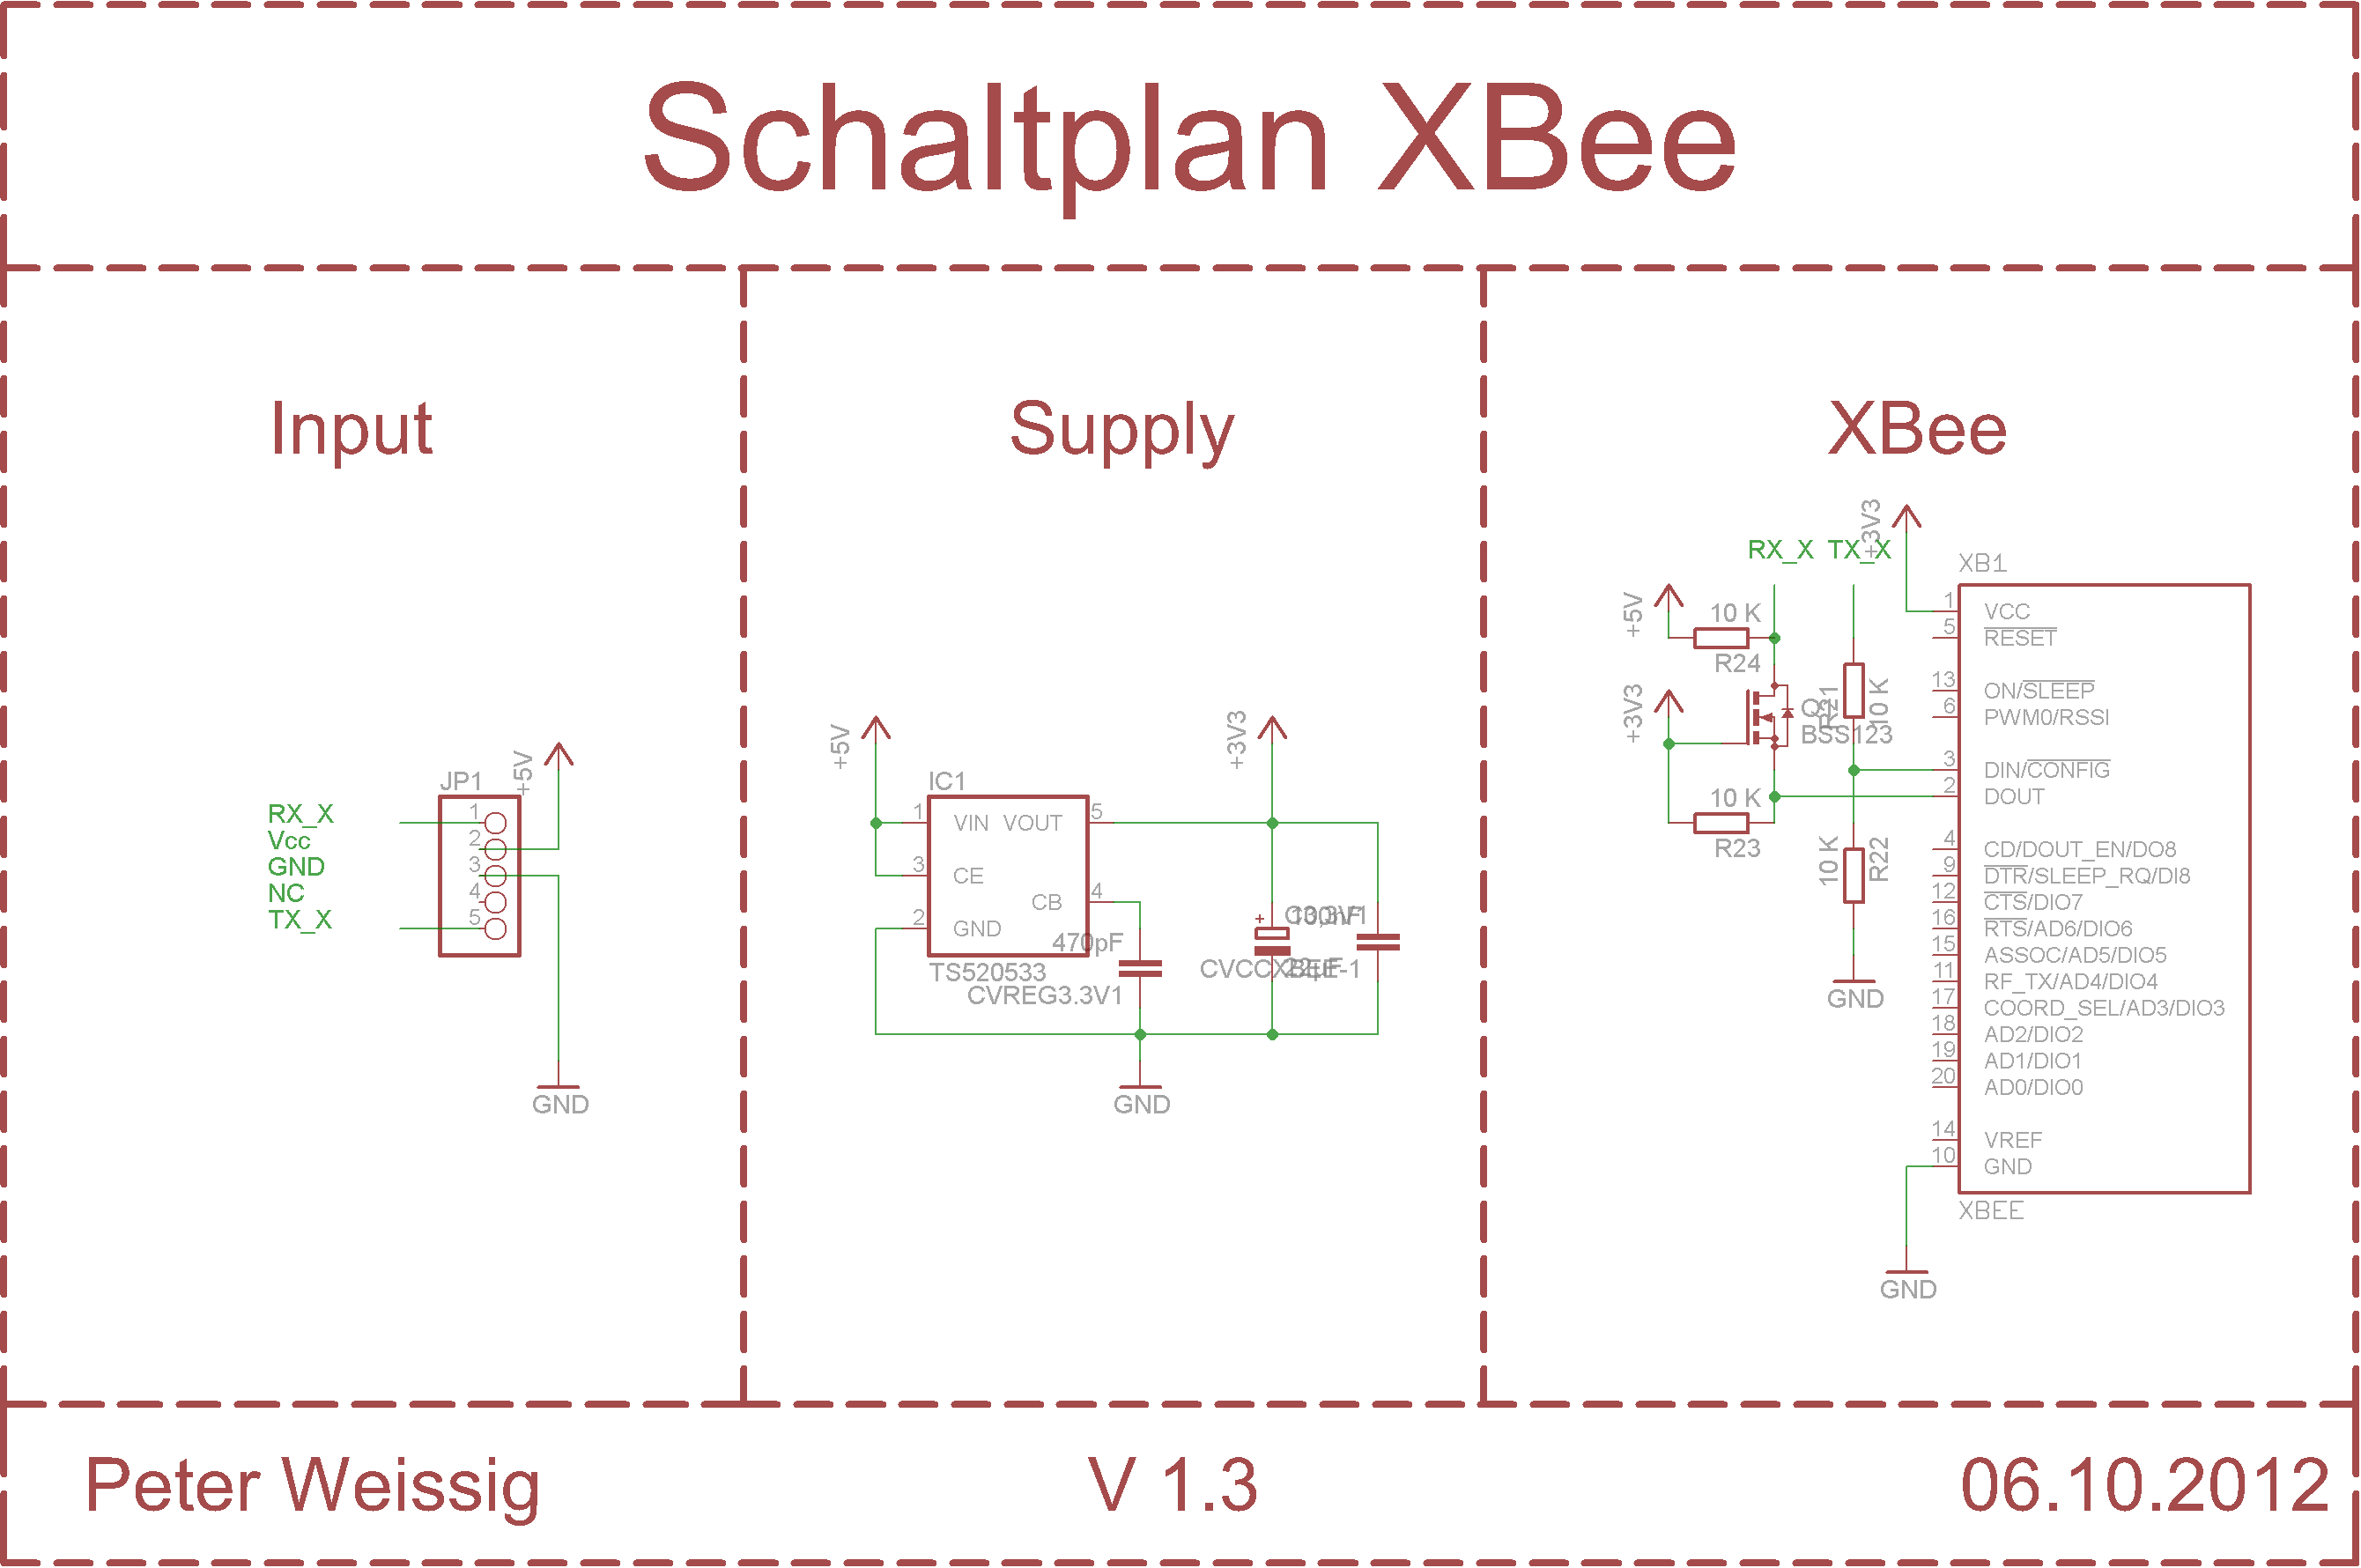 Schaltplan XBee
Input
Supply
XBee
RX_X
Vcc
GND
NC
TX_X
JP1
+5V
1
2
3
4
5
GND
+5V
+3V3
IC1
1 VIN VOUT 5
3 CE
CB 4
2 GND
470pF
TS520533
CVREG3.3V1
CVCCXBEE-1
GND
+3V3
RX_X TX_X
+5V
10 K
R24
+3V3
BSS123
10 K
10 K
R23
10 K
R22
GND
XB1
1 VCC
5 RESET
13 ON/SLEEP
6 PWM0/RSSI
3 DIN/CONFIG
2 DOUT
4 CD/DOUT_EN/DO8
9 DTR/SLEEP_RQ/DI8
12 CTS/DIO7
16 RTS/AD6/DIO6
15 ASSOC/AD5/DIO5
11 RF_TX/AD4/DIO4
17 COORD_SEL/AD3/DIO3
18 AD2/DIO2
19 AD1/DIO1
20 AD0/DIO0
14 VREF
10 GND
XBEE
GND
Peter Weissig
V 1.3
06.10.2012